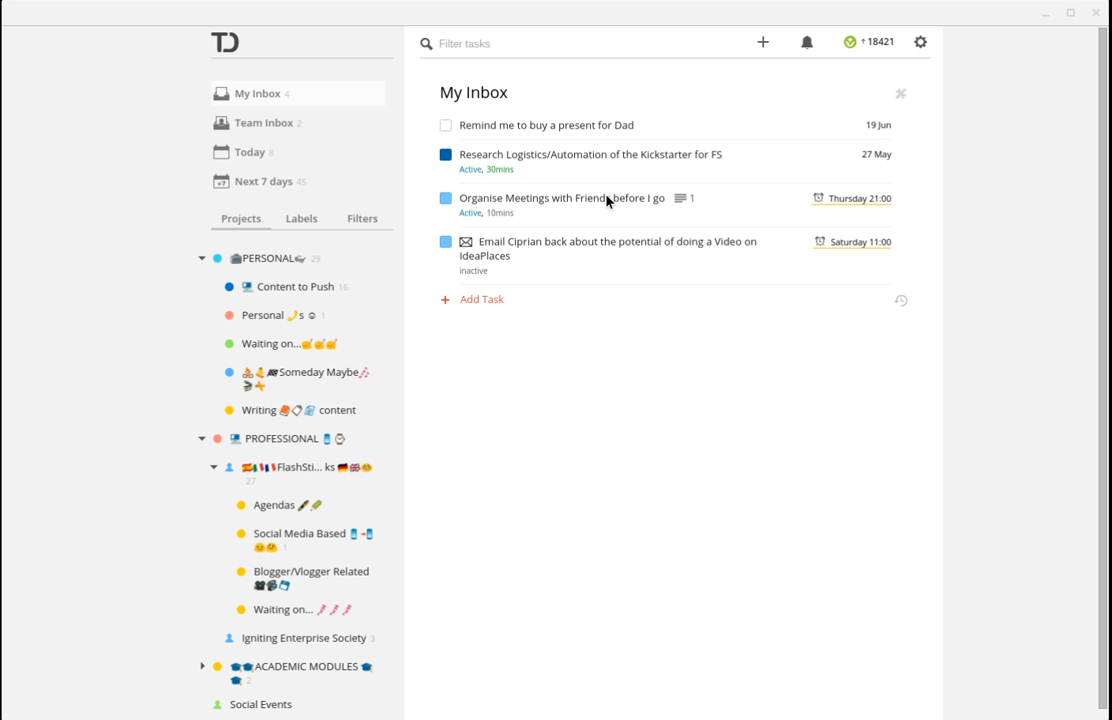 TD
Filter tasks
18421
My Inbox 4
Team Inbox 2
Today 8
Next 7 days 45
Projects Labels Filters
PERSONAL 29
Content to Push 16
Personal s 1
Waiting on...
Someday Maybe
Writing content
PROFESSIONAL
FlashSti... ks
27
Agendas
Social Media Based
1
Blogger/Vlogger Related
Waiting on...
Igniting Enterprise Society 3
ACADEMIC MODULES
2
Social Events
My Inbox
Remind me to buy a present for Dad 19 Jun
Research Logistics/Automation of the Kickstarter for FS 27 May
Active, 30mins
Organise Meetings with Friends before I go 1 Thursday 21:00
Active, 10mins
Email Ciprian back about the potential of doing a Video on Saturday 11:00
IdeaPlaces
inactive
+ Add Task